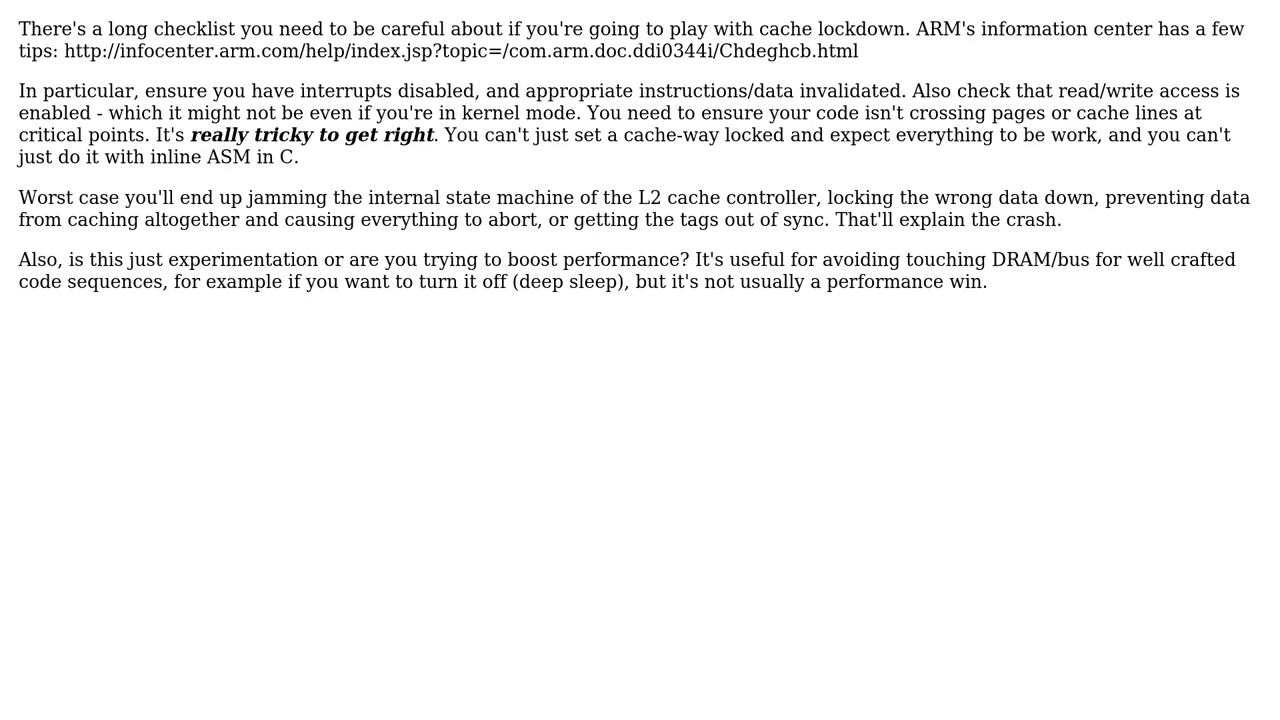 There's a long checklist you need to be careful about if you're going to play with cache lockdown. ARM's information center has a few
tips: http://infocenter.arm.com/help/index.jsp?topic=/com.arm.doc.ddi0344i/Chdeghcb.html
In particular, ensure you have interrupts disabled, and appropriate instructions/data invalidated. Also check that read/write access is
enabled - which it might not be even if you're in kernel mode. You need to ensure your code isn't crossing pages or cache lines at
critical points. It's really tricky to get right. You can't just set a cache-way locked and expect everything to be work, and you can't
just do it with inline ASM in C.
Worst case you'll end up jamming the internal state machine of the L2 cache controller, locking the wrong data down, preventing data
from caching altogether and causing everything to abort, or getting the tags out of sync. That'll explain the crash.
Also, is this just experimentation or are you trying to boost performance? It's useful for avoiding touching DRAM/bus for well crafted
code sequences, for example if you want to turn it off (deep sleep), but it's not usually a performance win.